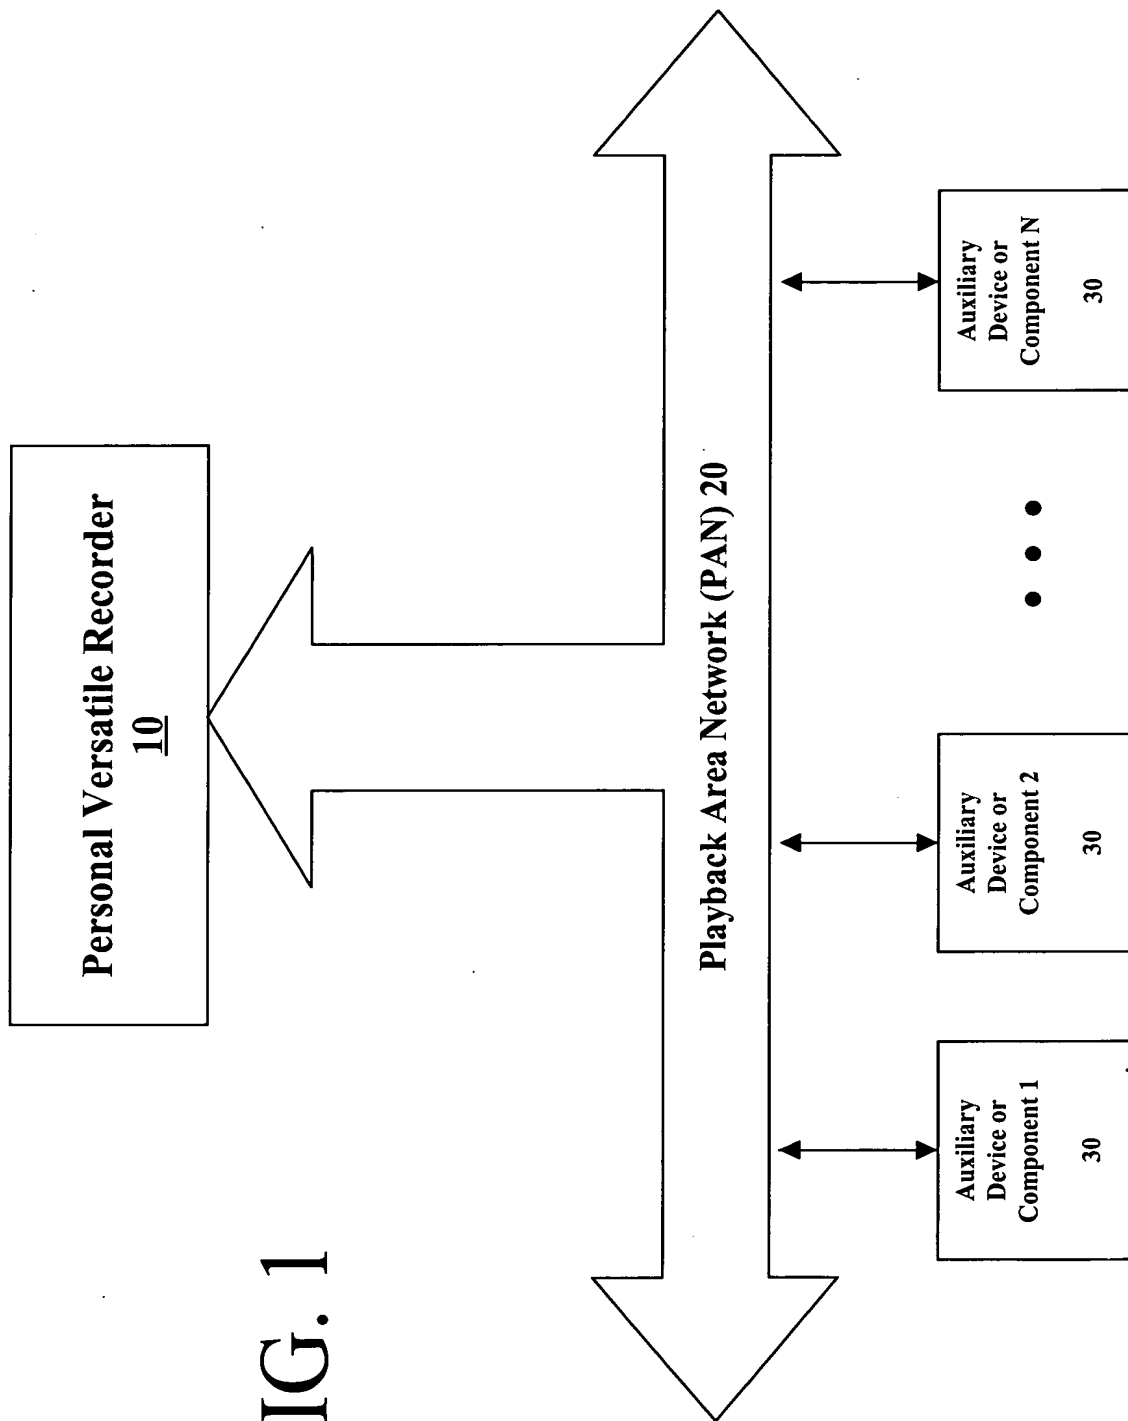 Personal Versatile Recorder
10
Playback Area Network (PAN) 20
Auxiliary
Device or
Component 1
30
Auxiliary
Device or
Component 2
30
Auxiliary
Device or
Component N
30
IG. 1